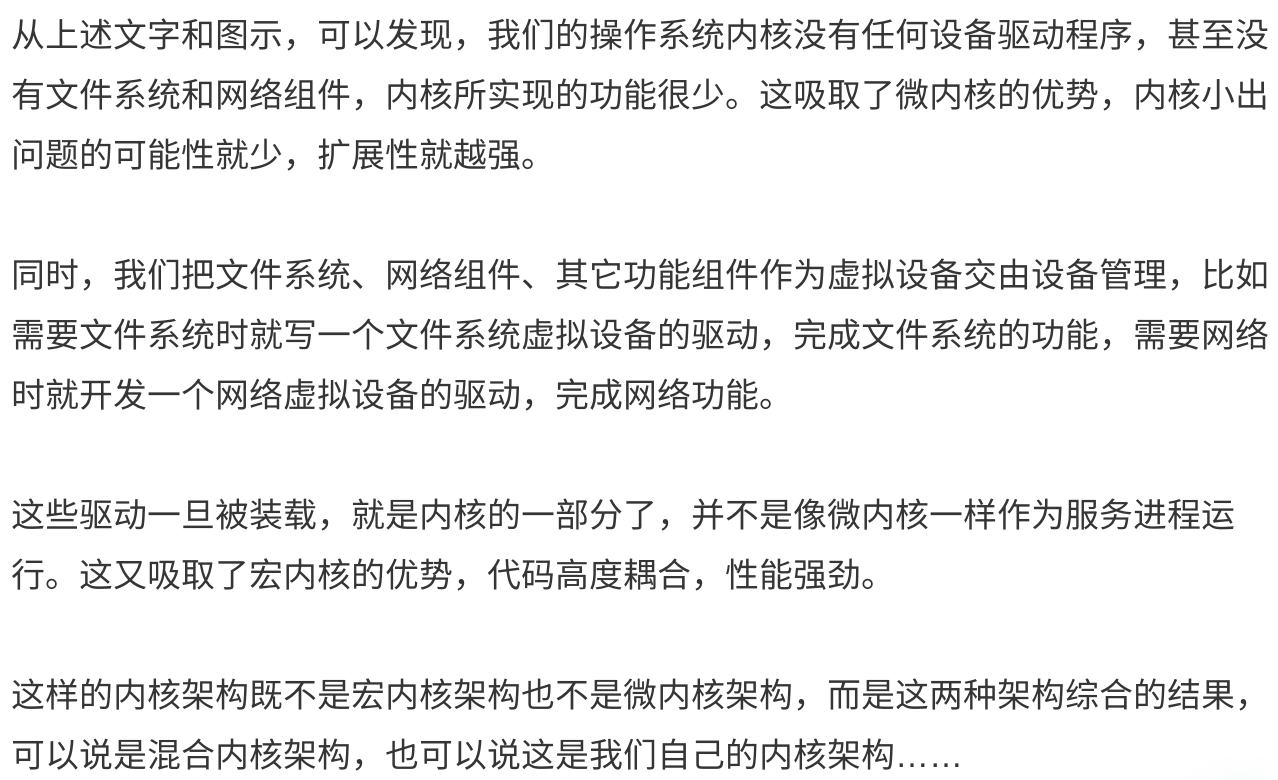 从上述文字和图示，可以发现，我们的操作系统内核没有任何设备驱动程序，甚至没
有文件系统和网络组件，内核所实现的功能很少。这吸取了微内核的优势，内核小出
问题的可能性就少，扩展性就越强。
同时，我们把文件系统、网络组件、其它功能组件作为虚拟设备交由设备管理，比如
需要文件系统时就写一个文件系统虚拟设备的驱动，完成文件系统的功能，需要网络
时就开发一个网络虚拟设备的驱动，完成网络功能。
这些驱动一旦被装载，就是内核的一部分了，并不是像微内核一样作为服务进程运
行。这又吸取了宏内核的优势，代码高度耦合，性能强劲。
这样的内核架构既不是宏内核架构也不是微内核架构，而是这两种架构综合的结果，
可以说是混合内核架构，也可以说这是我们自己的内核架构……